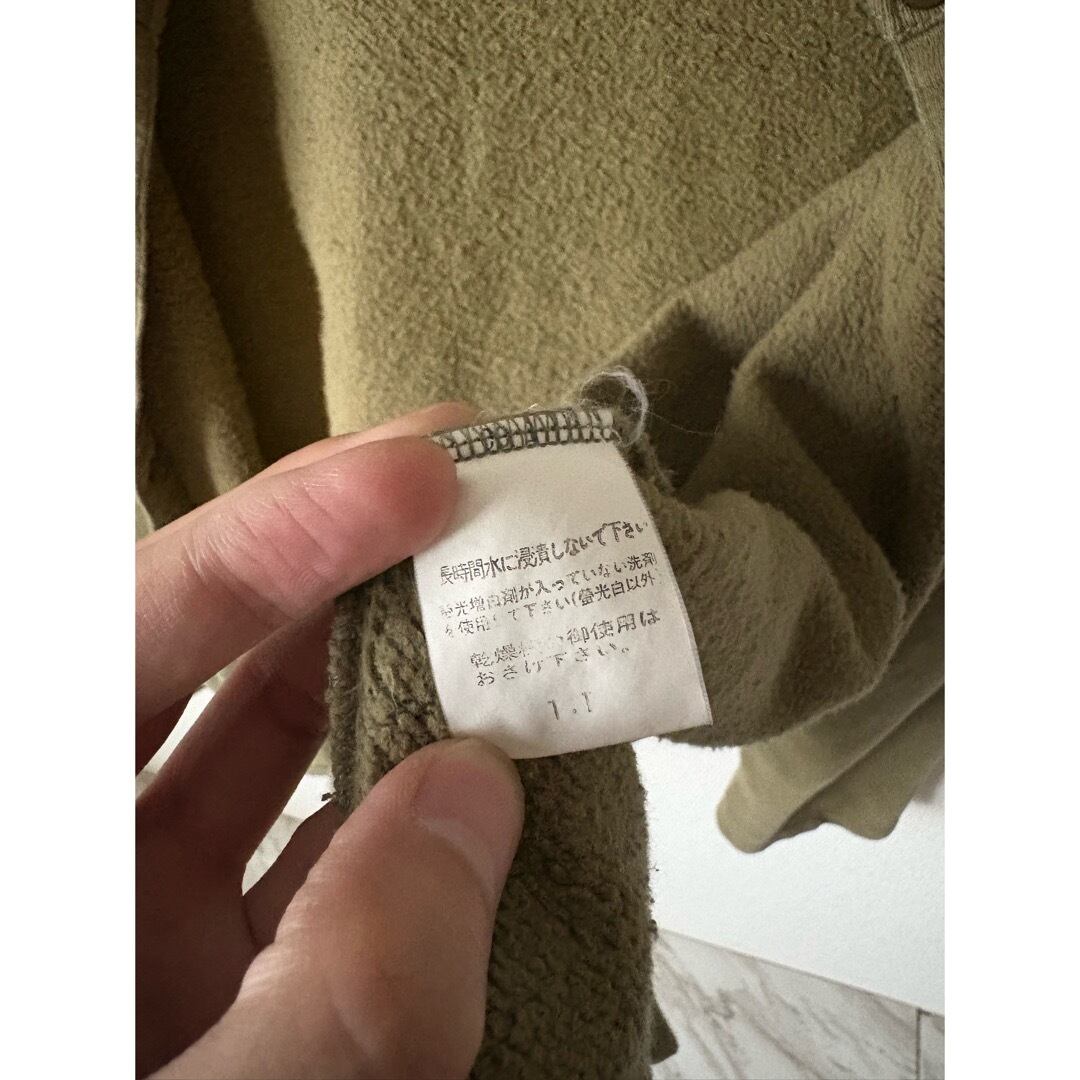 長時間水に浸漬しないで下さい
蛍光増白剤が入っていない洗剤
を使用して下さい(螢光白以外)
乾燥機の御使用は
おさけ下さい。
1.1